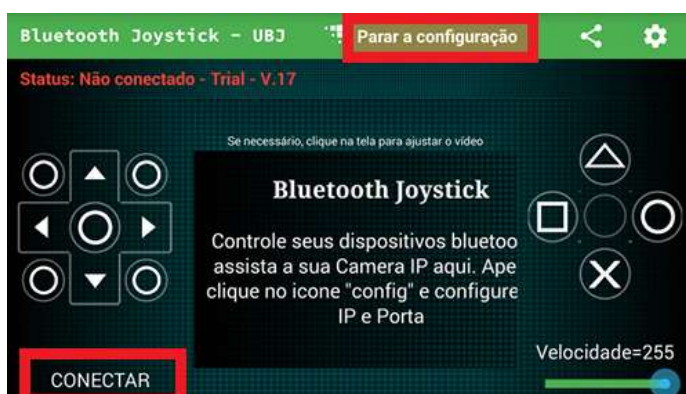 Bluetooth Joystick - UBJ
Parar a configuração
Status: Não conectado - Trial - V.17
Se necessário, clique na tela para ajustar o vídeo
Bluetooth Joystick
Controle seus dispositivos bluetoo
assista a sua Camera IP aqui. Ape
clique no icone "config" e configure
IP e Porta
Velocidade=255
CONECTAR